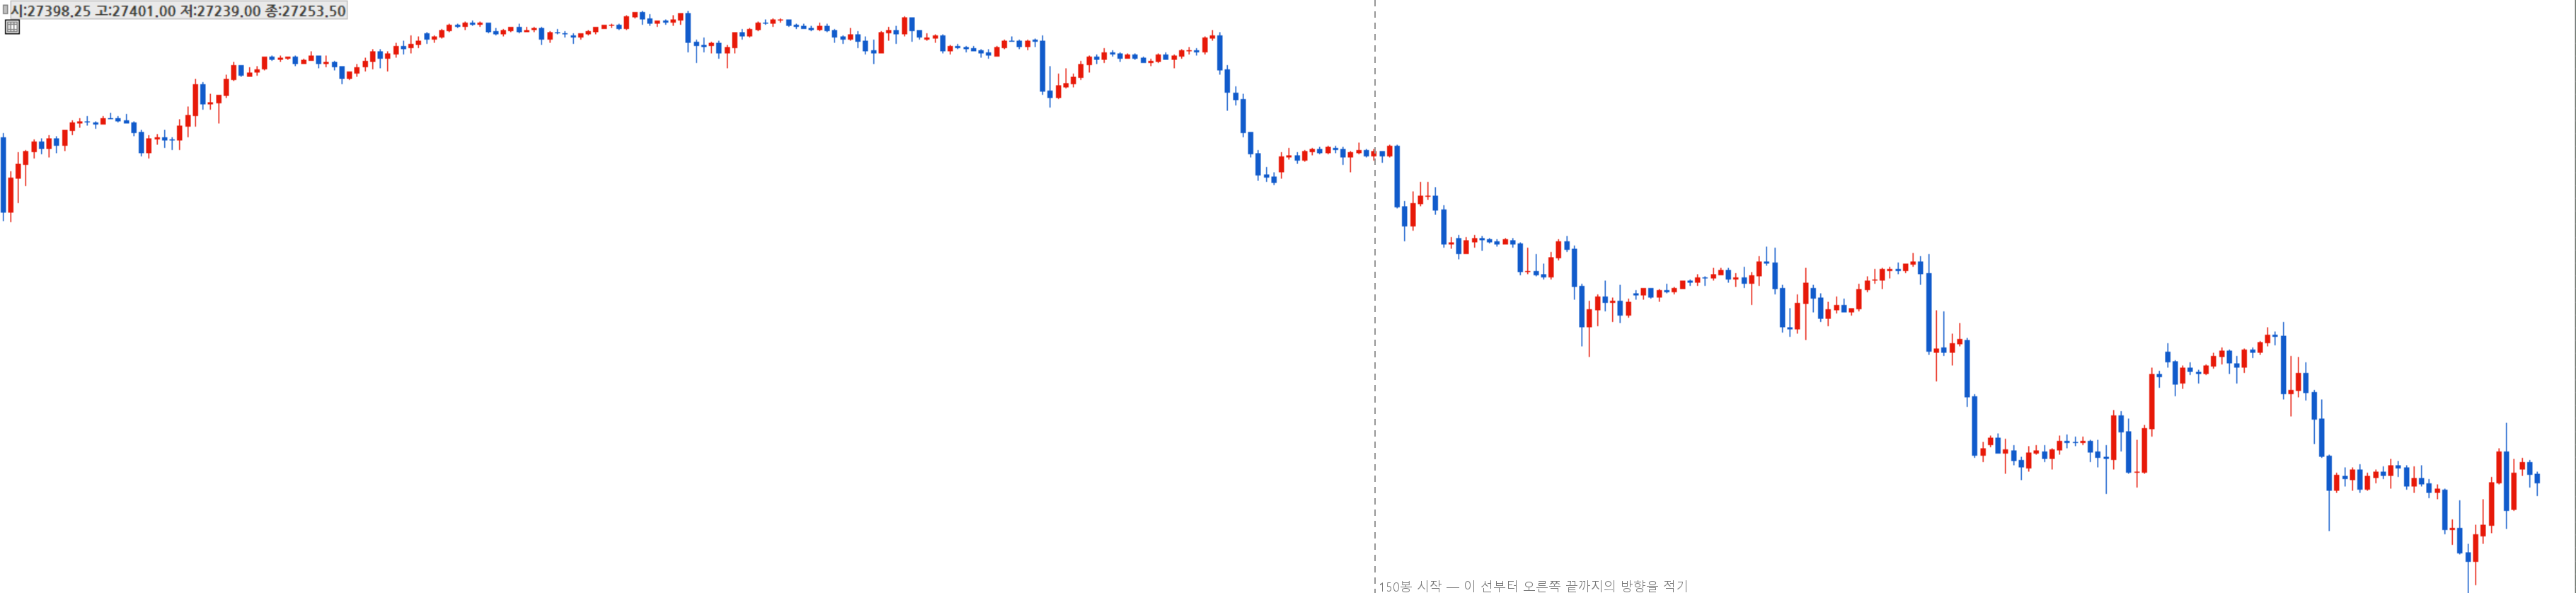 시:27398,25 고:27401,00 저:27239,00 종:27253,50
150봉 시작 — 이 선부터 오른쪽 끝까지의 방향을 적기